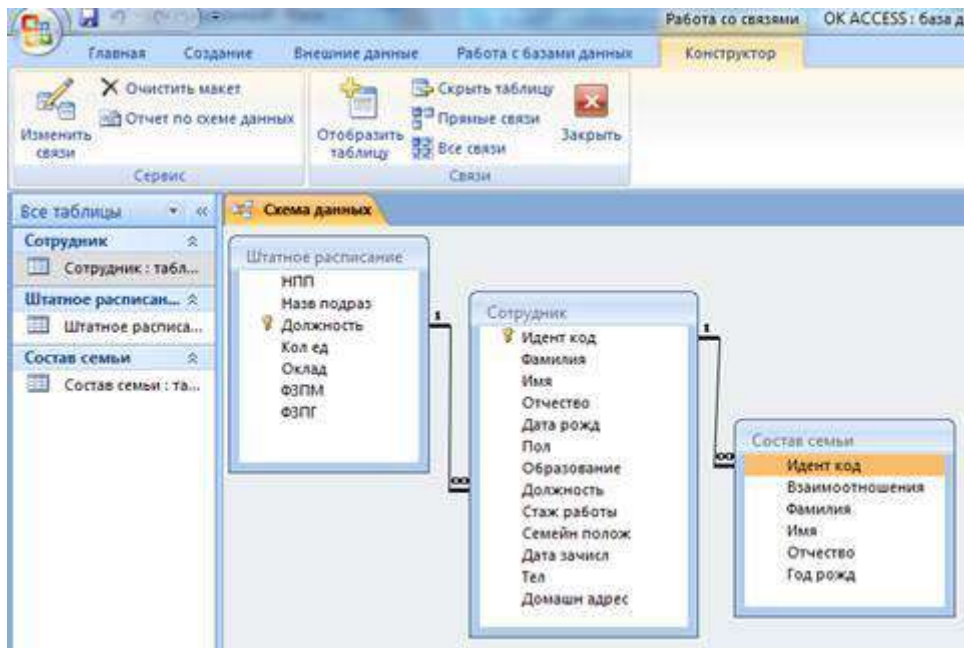 Работа со связями OK ACCESS : база д
Главная Создание Внешние данные Работа с базами данных Конструктор
Изменить связи
Очистить макет
Отчет по схеме данных
Сервис
Отобразить таблицу
Скрыть таблицу
Прямые связи
Все связи
Закрыть
Связи
Все таблицы
Сотрудник
Сотрудник : табл...
Штатное расписан...
Штатное расписа...
Состав семьи
Состав семьи : та...
Схема данных
Штатное расписание
НПП
Назв подраз
Должность
Кол ед
Оклад
ФЗПМ
ФЗПГ
1
∞
Сотрудник
Идент код
Фамилия
Имя
Отчество
Дата рожд
Пол
Образование
Должность
Стаж работы
Семейн полож
Дата зачисл
Тел
Домашн адрес
1
∞
Состав семьи
Идент код
Взаимоотношения
Фамилия
Имя
Отчество
Год рожд